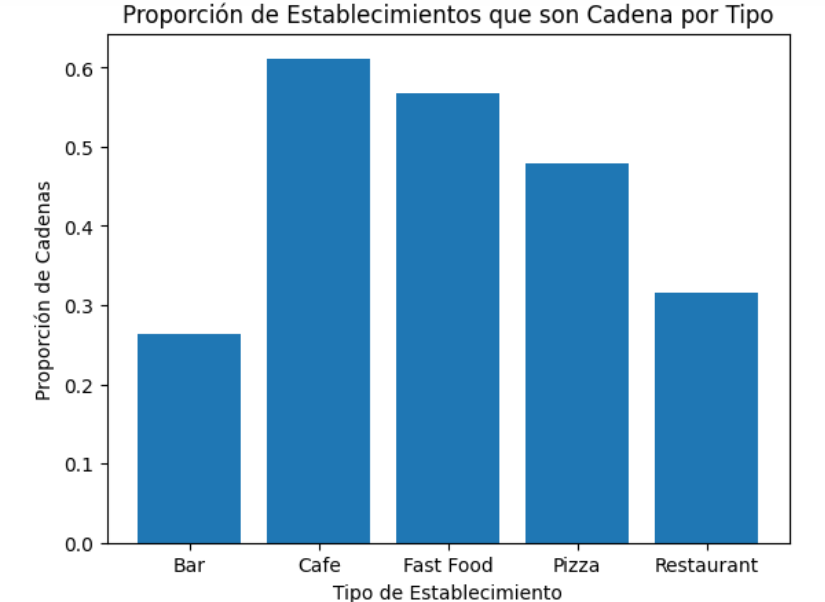 Proporción de Establecimientos que son Cadena por Tipo
Proporción de Cadenas
0.6
0.5
0.4
0.3
0.2
0.1
0.0
Bar Cafe Fast Food Pizza Restaurant
Tipo de Establecimiento